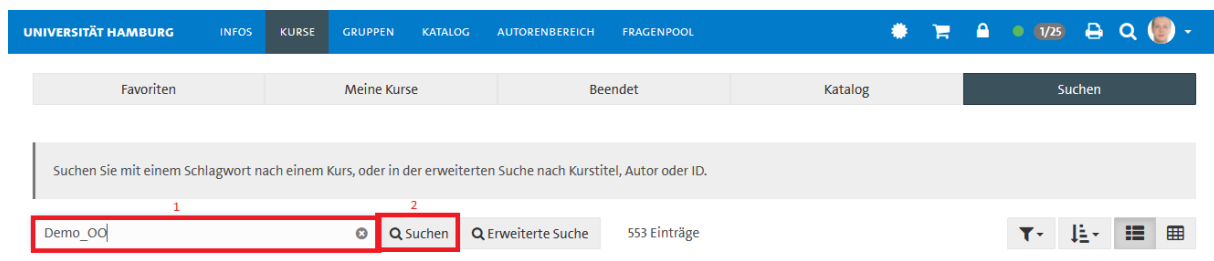 UNIVERSITÄT HAMBURG INFOS KURSE GRUPPEN KATALOG AUTORENBEREICH FRAGENPOOL 1/25
Favoriten Meine Kurse Beendet Katalog Suchen
Suchen Sie mit einem Schlagwort nach einem Kurs, oder in der erweiterten Suche nach Kurstitel, Autor oder ID.
1 2
Demo_OO Suchen Erweiterte Suche 553 Einträge